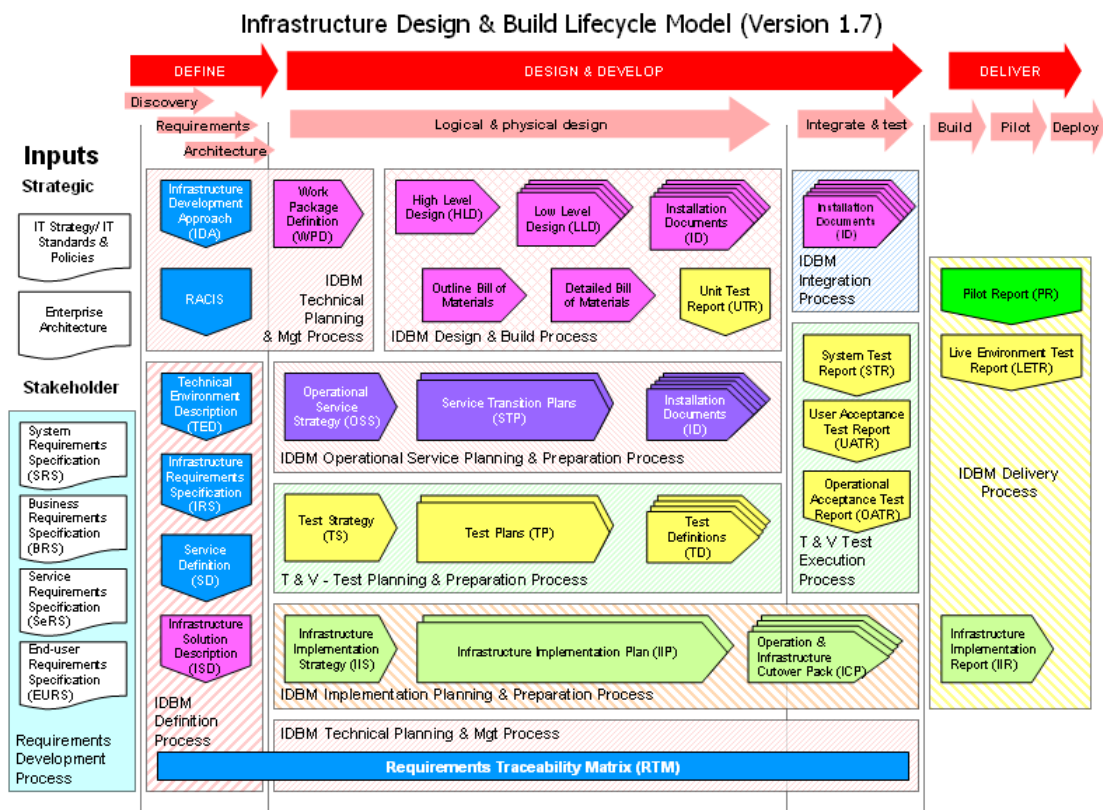 Infrastructure Design & Build Lifecycle Model (Version 1.7)
DEFINE
DESIGN & DEVELOP
DELIVER
Discovery
Requirements
Architecture
Logical & physical design
Integrate & test
Build
Pilot
Deploy
Inputs
Strategic
IT Strategy/ IT
Standards &
Policies
Enterprise
Architecture
Stakeholder
System
Requirements
Specification
(SRS)
Business
Requirements
Specification
(BRS)
Service
Requirements
Specification
(SeRS)
End-user
Requirements
Specification
(EURS)
Requirements
Development
Process
Infrastructure
Development
Approach
(IDA)
RACIS
Work
Package
Definition
(WPD)
IDBM
Technical
Planning
& Mgt Process
High Level
Design (HLD)
Low Level
Design (LLD)
Installation
Documents
(ID)
Outline Bill of
Materials
Detailed Bill
of Materials
Unit Test
Report (UTR)
IDBM Design & Build Process
Installation
Documents
(ID)
IDBM
Integration
Process
Pilot Report (PR)
Live Environment Test
Report (LETR)
IDBM Delivery
Process
Infrastructure
Implementation
Report (IIR)
Technical
Environment
Description
(TED)
Infrastructure
Requirements
Specification
(IRS)
Service
Definition
(SD)
Infrastructure
Solution
Description
(ISD)
IDBM
Definition
Process
Operational
Service
Strategy (OSS)
Service Transition Plans
(STP)
Installation
Documents
(ID)
IDBM Operational Service Planning & Preparation Process
Test Strategy
(TS)
Test Plans (TP)
Test
Definitions
(TD)
T & V - Test Planning & Preparation Process
System Test
Report (STR)
User Acceptance
Test Report
(UATR)
Operational
Acceptance Test
Report (OATR)
T & V Test
Execution
Process
Infrastructure
Implementation
Strategy (IIS)
Infrastructure Implementation Plan (IIP)
Operation &
Infrastructure
Cutover Pack (ICP)
IDBM Implementation Planning & Preparation Process
IDBM Technical Planning & Mgt Process
Requirements Traceability Matrix (RTM)